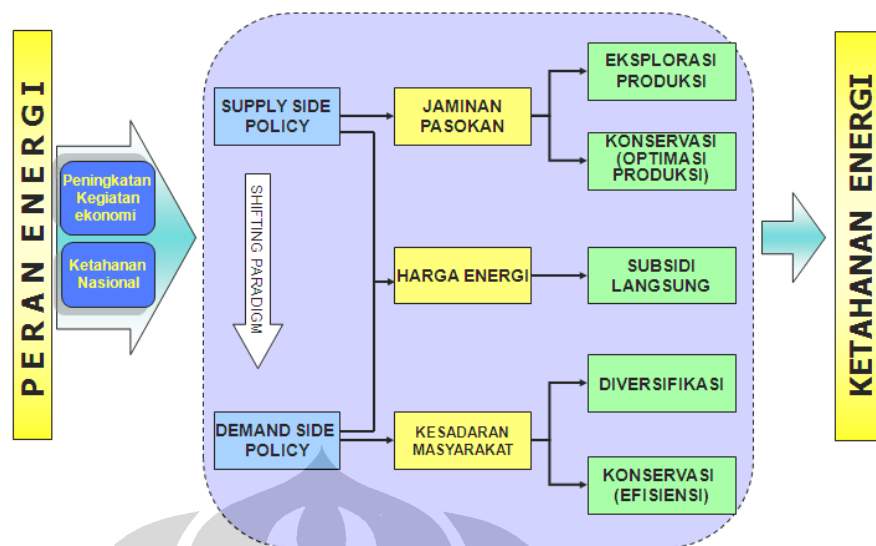 PERAN ENERGI
Peningkatan
Kegiatan
ekonomi
Ketahanan
Nasional
SUPPLY SIDE
POLICY
SHIFTING PARADIGM
DEMAND SIDE
POLICY
JAMINAN
PASOKAN
HARGA ENERGI
KESADARAN
MASYARAKAT
EKSPLORASI
PRODUKSI
KONSERVASI
(OPTIMASI
PRODUKSI)
SUBSIDI
LANGSUNG
DIVERSIFIKASI
KONSERVASI
(EFISIENSI)
KETAHANAN ENERGI